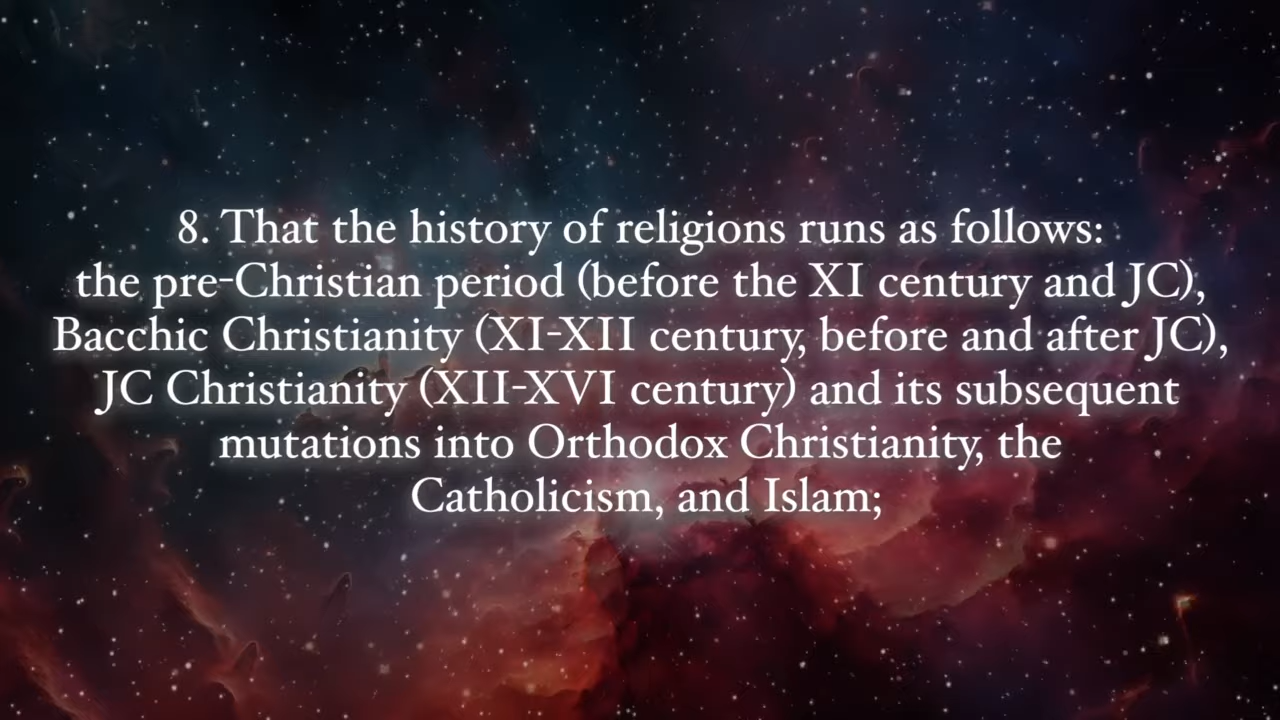 8. That the history of religions runs as follows:
the pre-Christian period (before the XI century and JC),
Bacchic Christianity (XI-XII century, before and after JC),
JC Christianity (XII-XVI century) and its subsequent
mutations into Orthodox Christianity, the
Catholicism, and Islam;